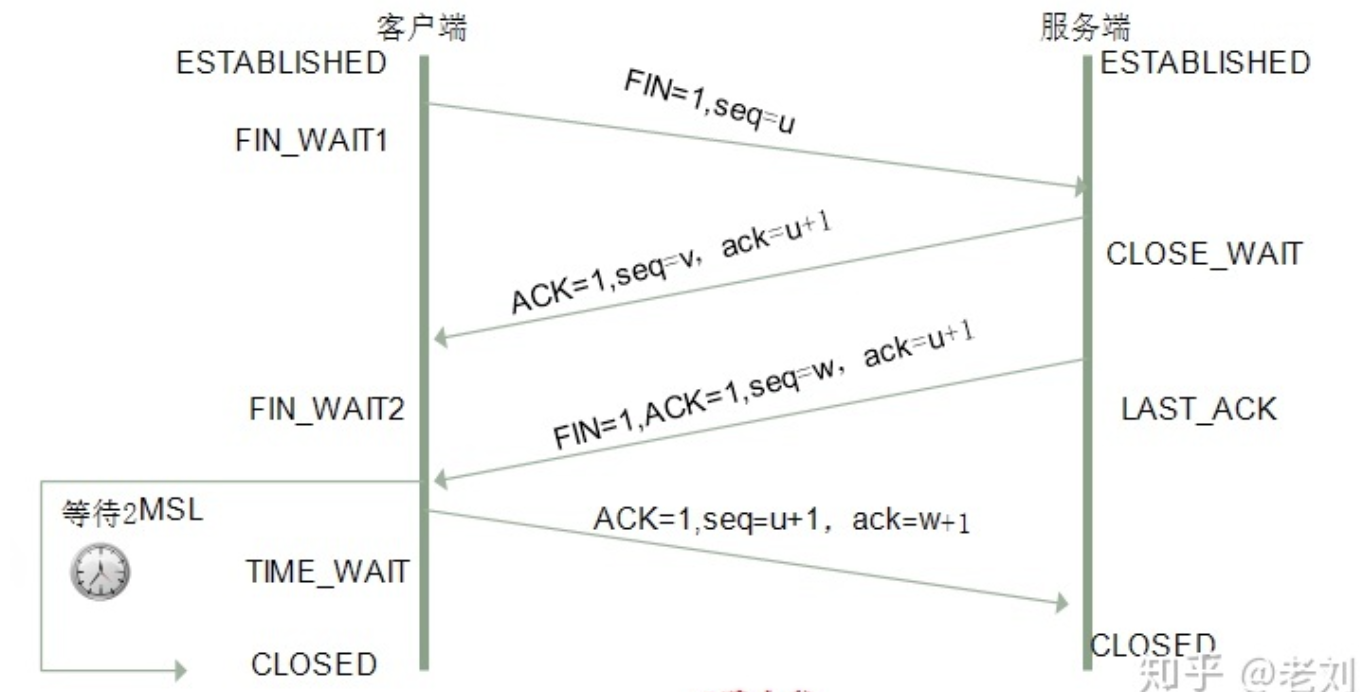 客户端
服务端
ESTABLISHED
ESTABLISHED
FIN=1,seq=u
FIN_WAIT1
ACK=1,seq=v，ack=u+1
CLOSE_WAIT
FIN=1,ACK=1,seq=w，ack=u+1
FIN_WAIT2
LAST_ACK
等待2MSL
ACK=1,seq=u+1，ack=w+1
TIME_WAIT
CLOSED
CLOSED
知乎 @老刘